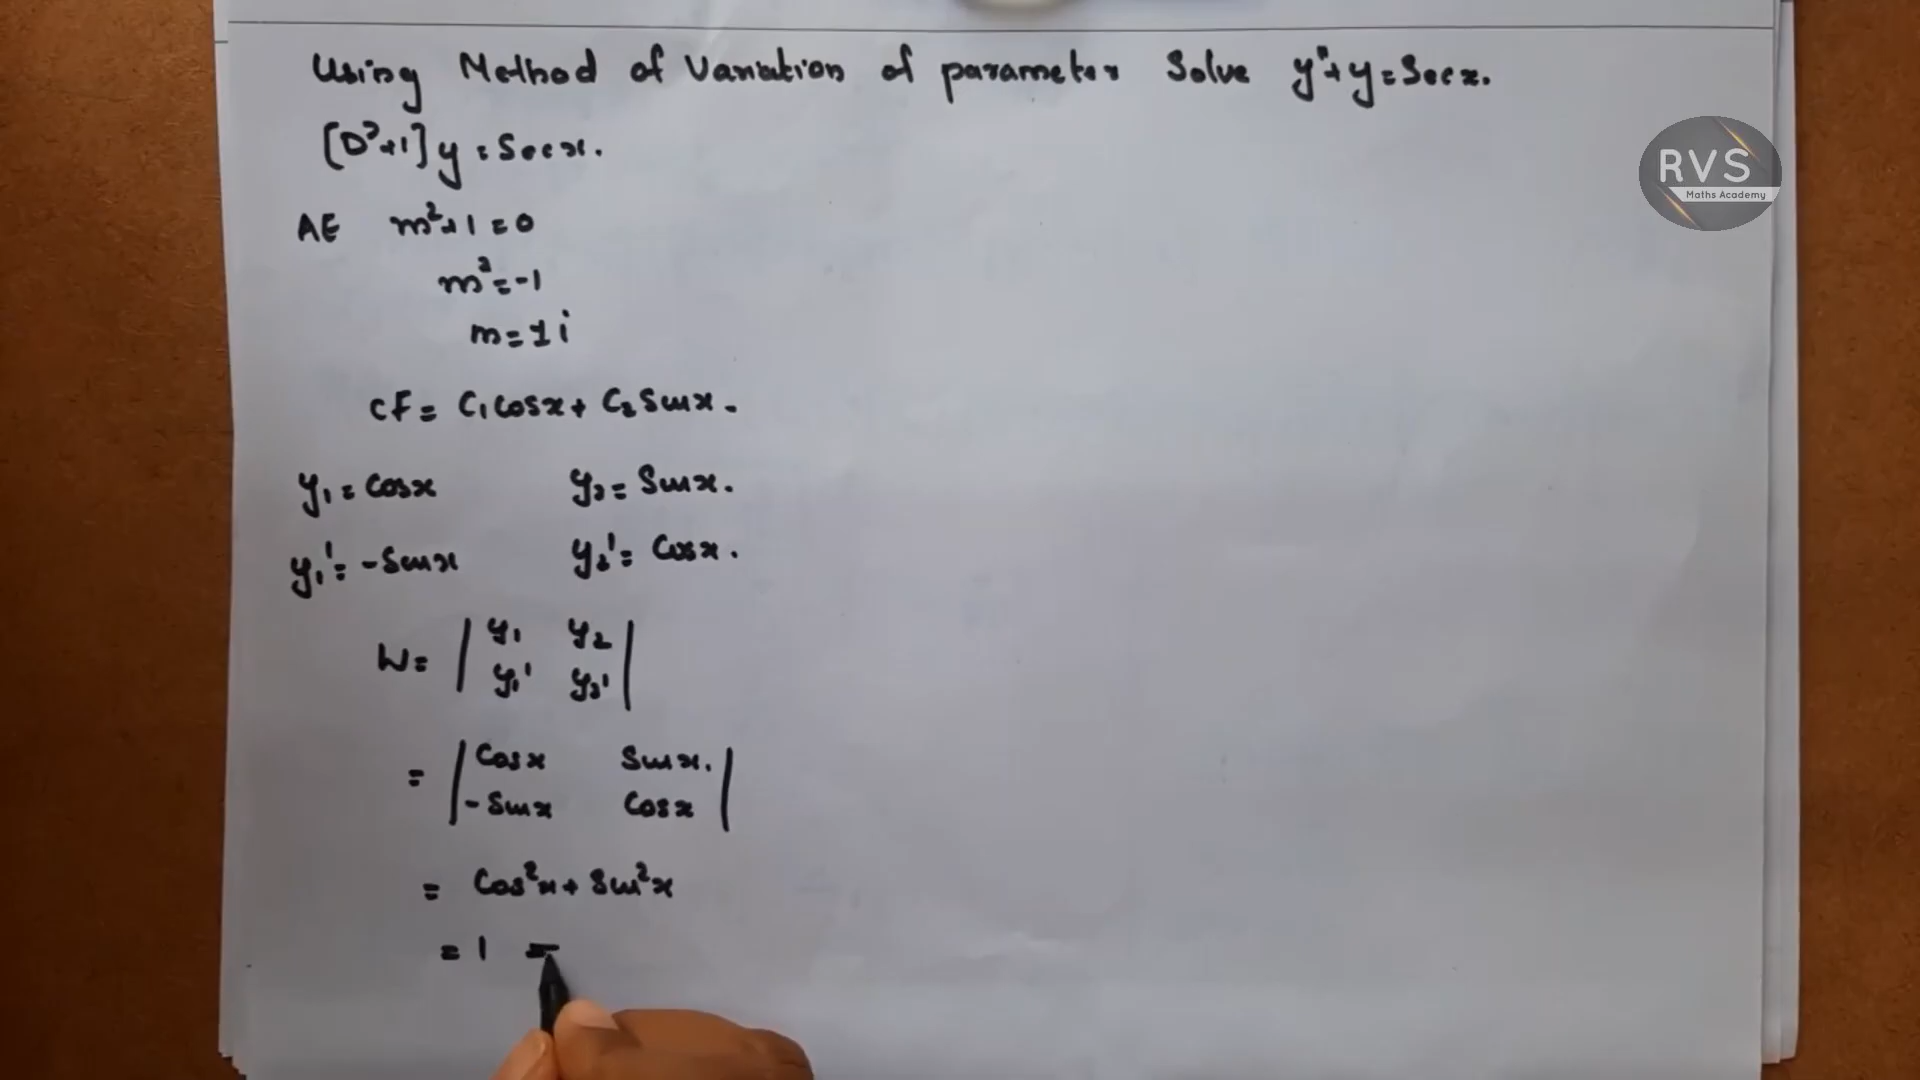 Using Method of Variation of parameter Solve y"+y=Secx.
[D²+1]y=Secx.
AE m²+1=0
m²=-1
m=±i
CF= C₁Cosx+ C₂Sinx.
y₁=Cosx y₂=Sinx.
y₁'=-Sinx y₂'= Cosx.
W= | y₁ y₂ |
| y₁' y₂' |
= | Cosx Sinx. |
| -Sinx Cosx |
= Cos²x+Sin²x
= 1 =
RVS
Maths Academy